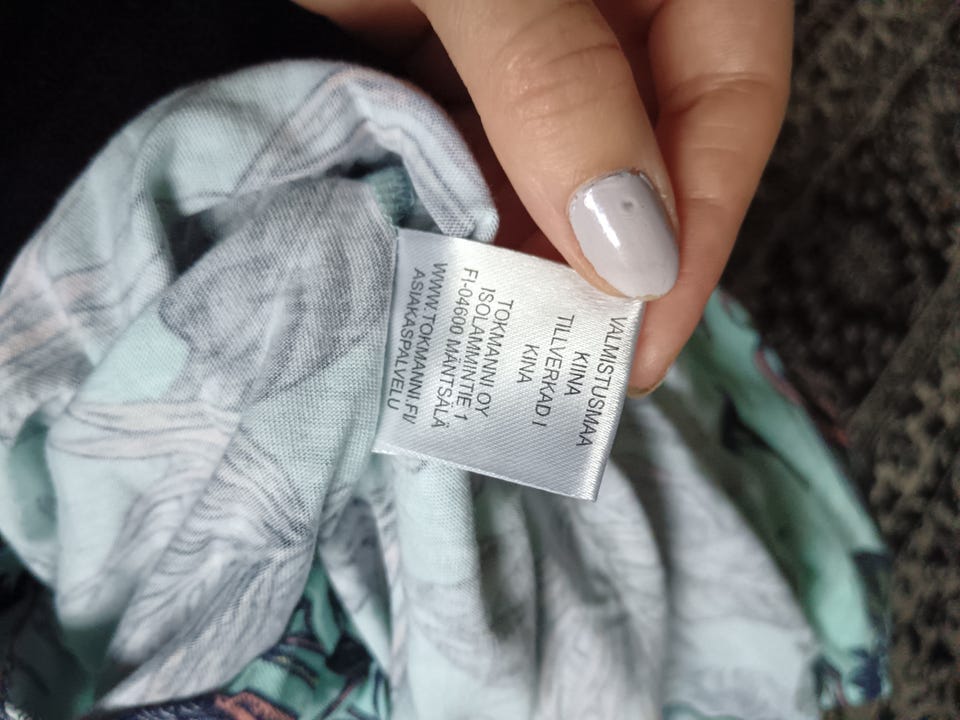 VALMISTUSMAA
KIINA
TILLVERKAD I
KINA
TOKMANNI OY
ISOLAMMINTIE 1
FI-04600 MÄNTSÄLÄ
WWW.TOKMANNI.FI/
ASIAKASPALVELU